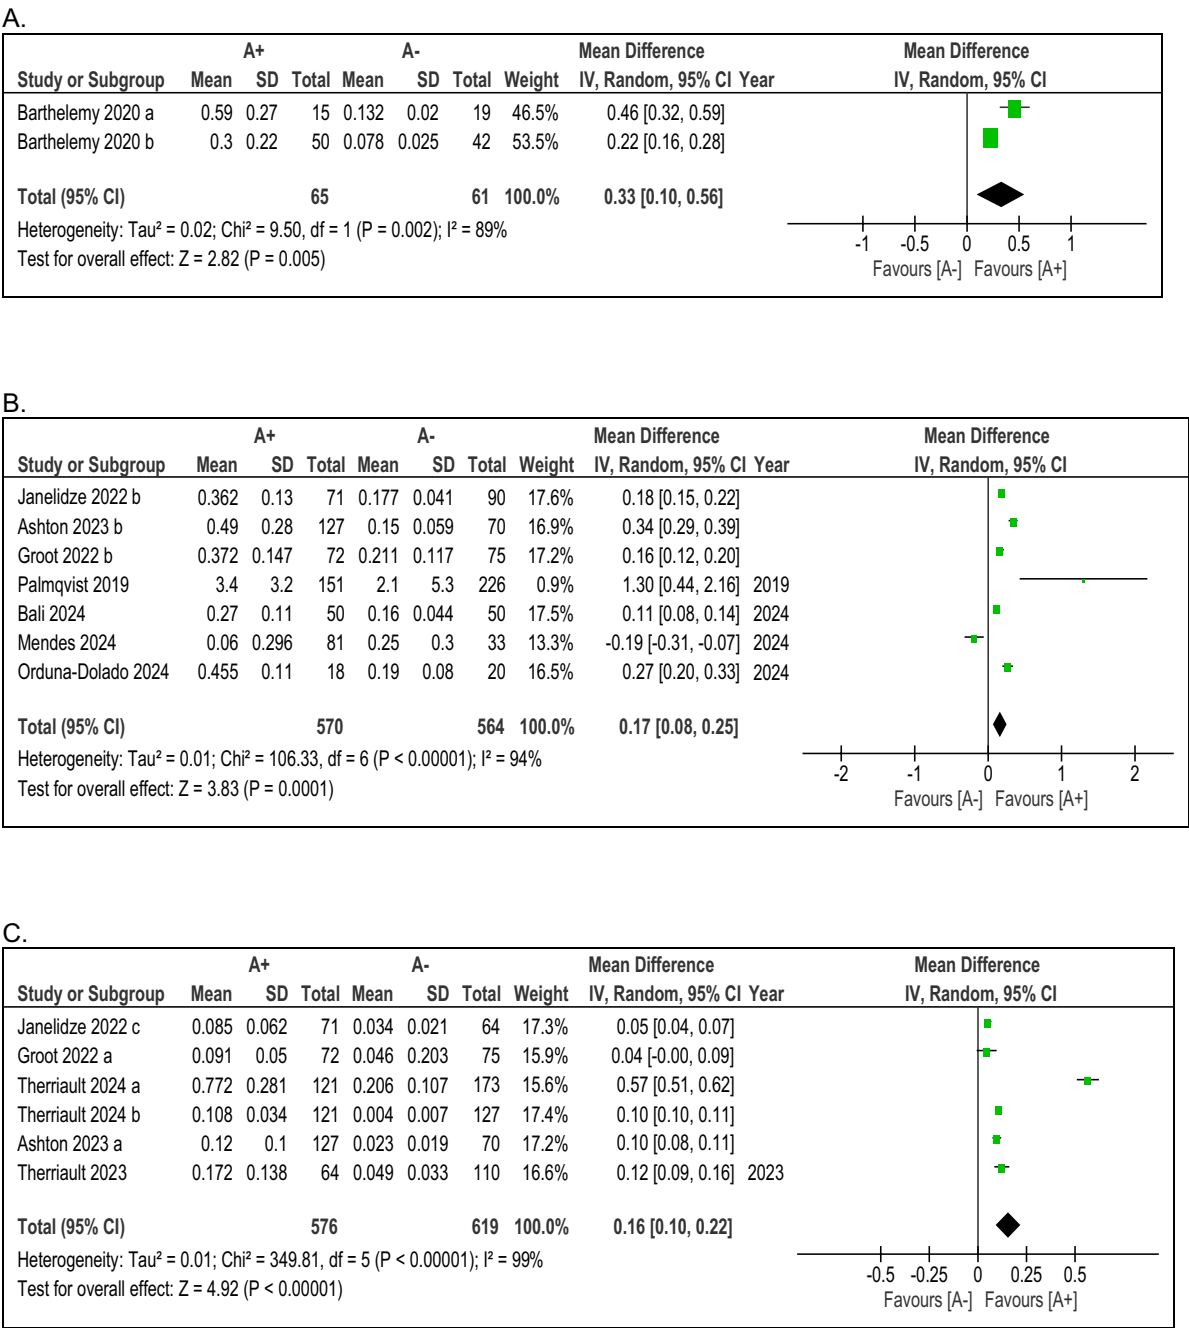 A.
A+ A- Mean Difference Mean Difference
Study or Subgroup Mean SD Total Mean SD Total Weight IV, Random, 95% CI Year IV, Random, 95% CI
Barthelemy 2020 a 0.59 0.27 15 0.132 0.02 19 46.5% 0.46 [0.32, 0.59]
Barthelemy 2020 b 0.3 0.22 50 0.078 0.025 42 53.5% 0.22 [0.16, 0.28]
Total (95% CI) 65 61 100.0% 0.33 [0.10, 0.56]
Heterogeneity: Tau² = 0.02; Chi² = 9.50, df = 1 (P = 0.002); I² = 89%
Test for overall effect: Z = 2.82 (P = 0.005)
-1 -0.5 0 0.5 1
Favours [A-] Favours [A+]
B.
A+ A- Mean Difference Mean Difference
Study or Subgroup Mean SD Total Mean SD Total Weight IV, Random, 95% CI Year IV, Random, 95% CI
Janelidze 2022 b 0.362 0.13 71 0.177 0.041 90 17.6% 0.18 [0.15, 0.22]
Ashton 2023 b 0.49 0.28 127 0.15 0.059 70 16.9% 0.34 [0.29, 0.39]
Groot 2022 b 0.372 0.147 72 0.211 0.117 75 17.2% 0.16 [0.12, 0.20]
Palmqvist 2019 3.4 3.2 151 2.1 5.3 226 0.9% 1.30 [0.44, 2.16] 2019
Bali 2024 0.27 0.11 50 0.16 0.044 50 17.5% 0.11 [0.08, 0.14] 2024
Mendes 2024 0.06 0.296 81 0.25 0.3 33 13.3% -0.19 [-0.31, -0.07] 2024
Orduna-Dolado 2024 0.455 0.11 18 0.19 0.08 20 16.5% 0.27 [0.20, 0.33] 2024
Total (95% CI) 570 564 100.0% 0.17 [0.08, 0.25]
Heterogeneity: Tau² = 0.01; Chi² = 106.33, df = 6 (P < 0.00001); I² = 94%
Test for overall effect: Z = 3.83 (P = 0.0001)
-2 -1 0 1 2
Favours [A-] Favours [A+]
C.
A+ A- Mean Difference Mean Difference
Study or Subgroup Mean SD Total Mean SD Total Weight IV, Random, 95% CI Year IV, Random, 95% CI
Janelidze 2022 c 0.085 0.062 71 0.034 0.021 64 17.3% 0.05 [0.04, 0.07]
Groot 2022 a 0.091 0.05 72 0.046 0.203 75 15.9% 0.04 [-0.00, 0.09]
Therriault 2024 a 0.772 0.281 121 0.206 0.107 173 15.6% 0.57 [0.51, 0.62]
Therriault 2024 b 0.108 0.034 121 0.004 0.007 127 17.4% 0.10 [0.10, 0.11]
Ashton 2023 a 0.12 0.1 127 0.023 0.019 70 17.2% 0.10 [0.08, 0.11]
Therriault 2023 0.172 0.138 64 0.049 0.033 110 16.6% 0.12 [0.09, 0.16] 2023
Total (95% CI) 576 619 100.0% 0.16 [0.10, 0.22]
Heterogeneity: Tau² = 0.01; Chi² = 349.81, df = 5 (P < 0.00001); I² = 99%
Test for overall effect: Z = 4.92 (P < 0.00001)
-0.5 -0.25 0 0.25 0.5
Favours [A-] Favours [A+]